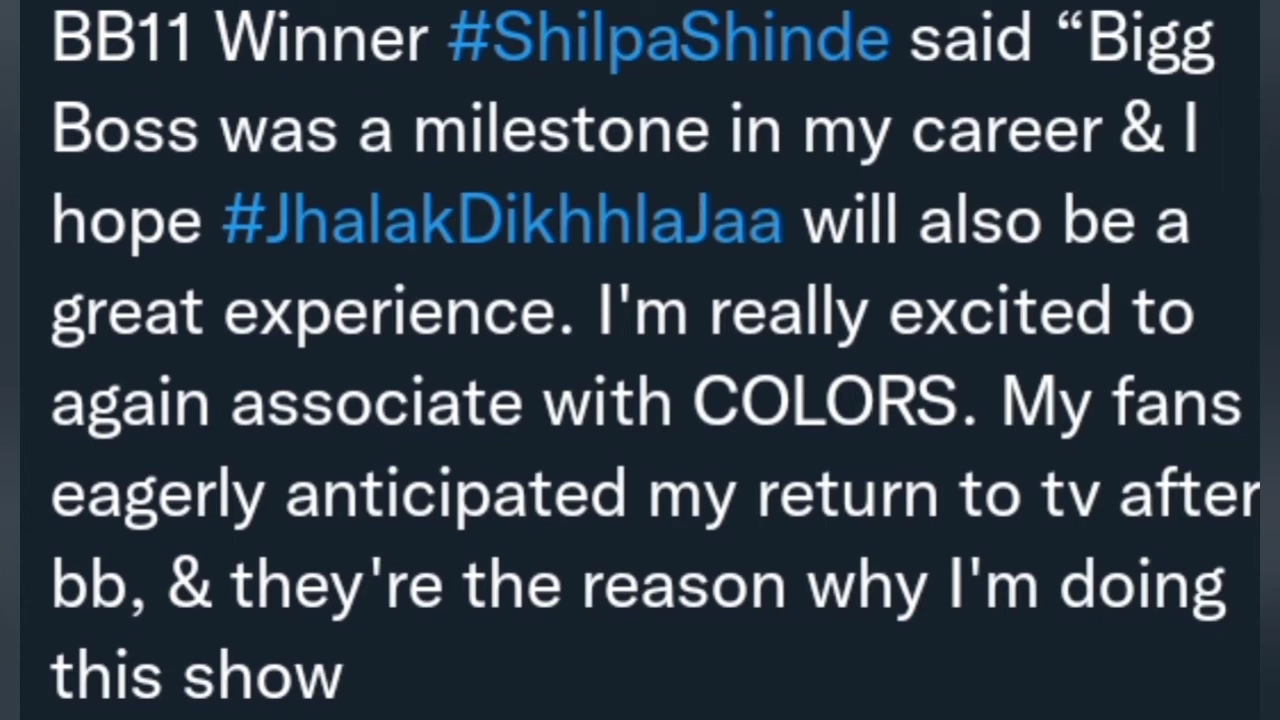 BB11 Winner #ShilpaShinde said “Bigg
Boss was a milestone in my career & I
hope #JhalakDikhhlaJaa will also be a
great experience. I'm really excited to
again associate with COLORS. My fans
eagerly anticipated my return to tv after
bb, & they're the reason why I'm doing
this show